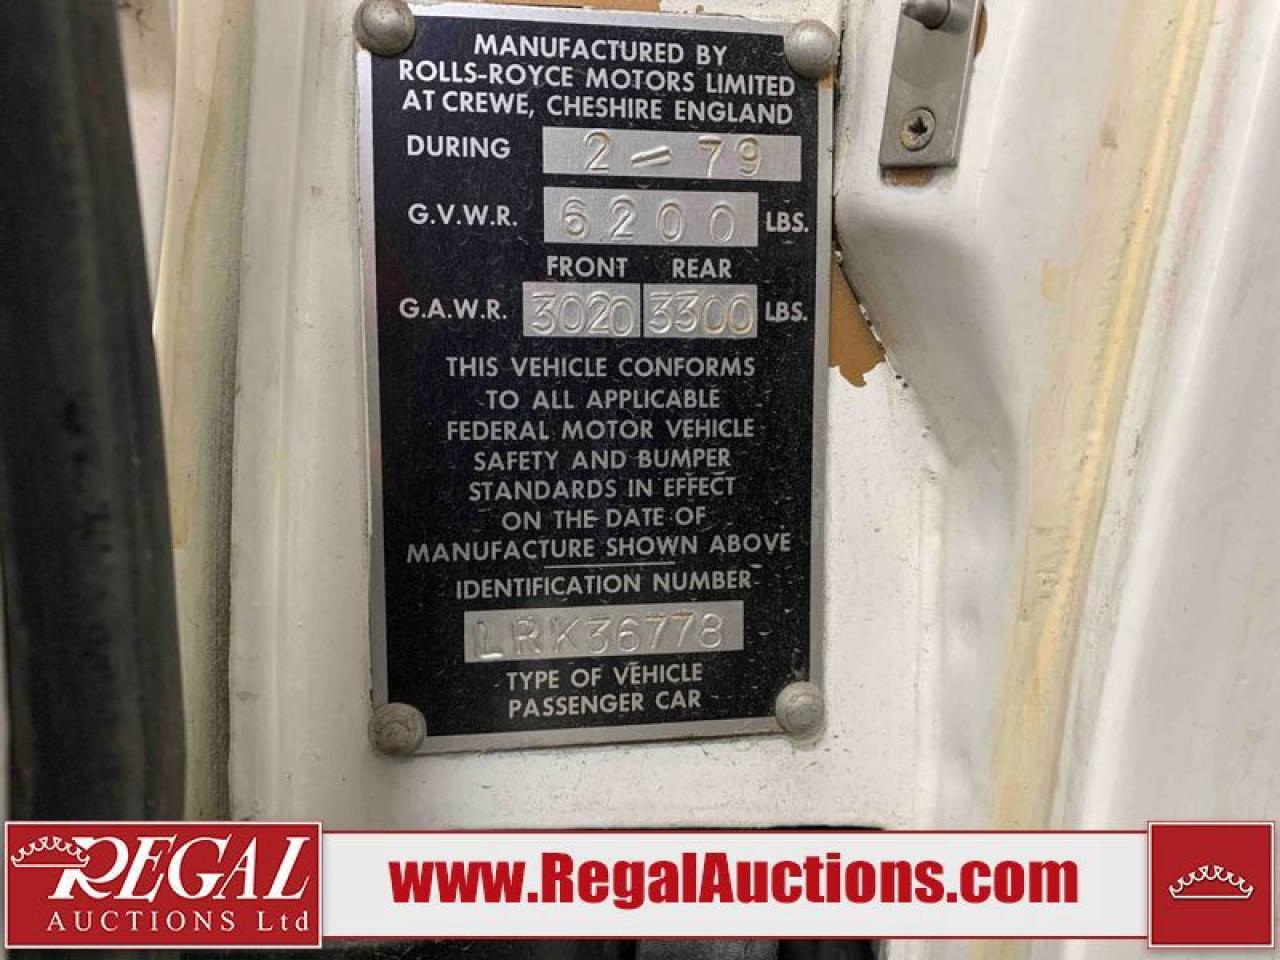 MANUFACTURED BY
ROLLS-ROYCE MOTORS LIMITED
AT CREWE, CHESHIRE ENGLAND
DURING 2-79
G.V.W.R. 6200 LBS.
FRONT REAR
G.A.W.R. 3020 3300 LBS.
THIS VEHICLE CONFORMS
TO ALL APPLICABLE
FEDERAL MOTOR VEHICLE
SAFETY AND BUMPER
STANDARDS IN EFFECT
ON THE DATE OF
MANUFACTURE SHOWN ABOVE
IDENTIFICATION NUMBER
LRK36778
TYPE OF VEHICLE
PASSENGER CAR
REGAL
AUCTIONS Ltd
www.RegalAuctions.com